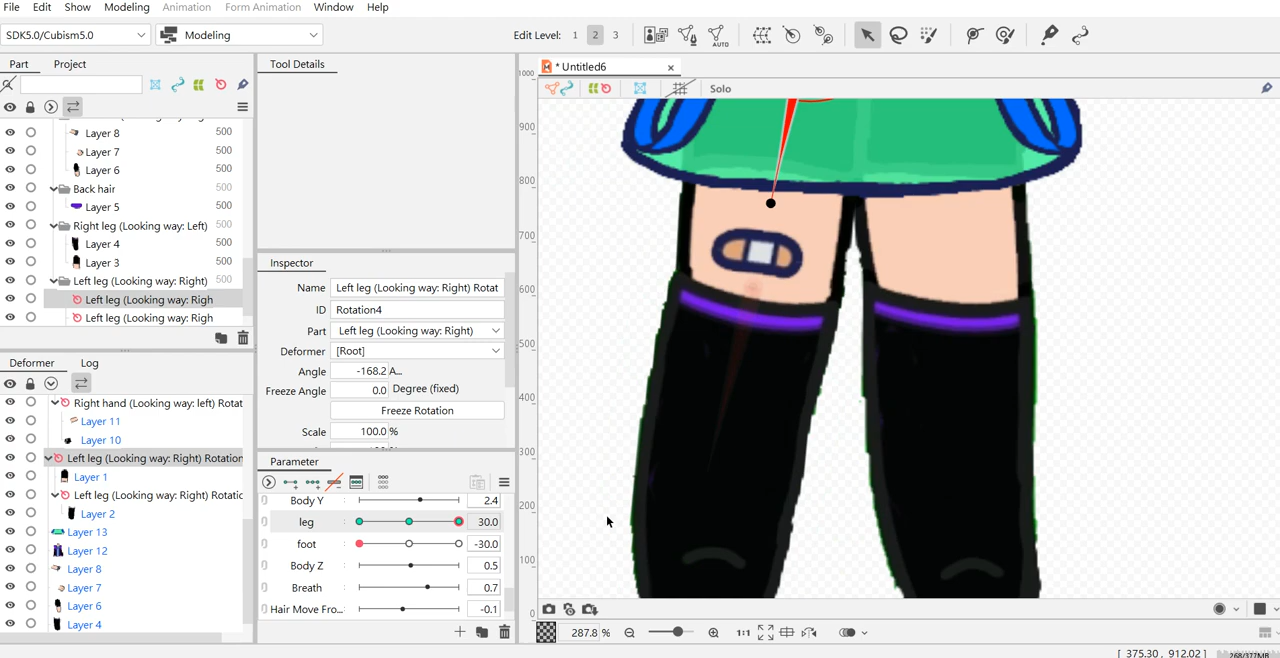 File Edit Show Modeling Animation Form Animation Window Help
SDK5.0/Cubism5.0 Modeling Edit Level: 1 2 3 AUTO
Part Project
Tool Details
* Untitled6
Solo
Layer 8 500
Layer 7 500
Layer 6 500
Back hair 500
Layer 5 500
Right leg (Looking way: Left) 500
Layer 4 500
Layer 3 500
Left leg (Looking way: Right) 500
Left leg (Looking way: Righ 500
Left leg (Looking way: Righ 500
Inspector
Name Left leg (Looking way: Right) Rotat
ID Rotation4
Part Left leg (Looking way: Right)
Deformer [Root]
Angle -168.2 A...
Freeze Angle 0.0 Degree (fixed)
Freeze Rotation
Scale 100.0 %
Deformer Log
Right hand (Looking way: left) Rotat
Layer 11
Layer 10
Left leg (Looking way: Right) Rotation
Layer 1
Left leg (Looking way: Right) Rotatic
Layer 2
Layer 13
Layer 12
Layer 8
Layer 7
Layer 6
Layer 4
Parameter
Body Y 2.4
leg 30.0
foot -30.0
Body Z 0.5
Breath 0.7
Hair Move Fro... -0.1
1000
900
800
700
600
500
400
300
200
100
0
287.8 % 1:1
[ 375.30 , 912.02 ] 268/377MB